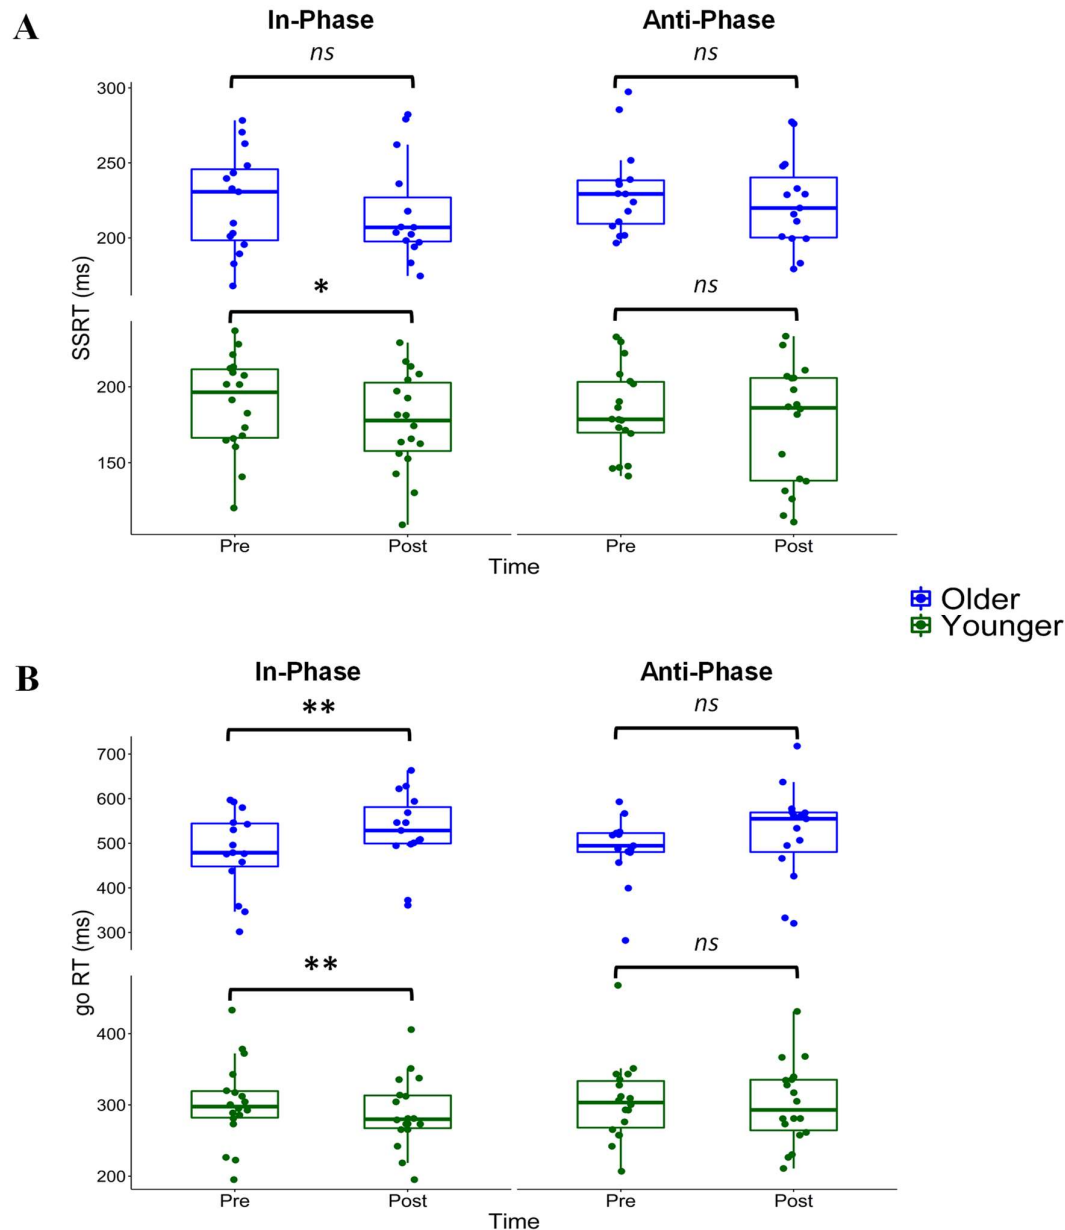 A
In-Phase
Anti-Phase
ns
ns
300
250
200
SSRT (ms)
*
ns
200
150
Pre
Post
Pre
Post
Time
Older
Younger
B
In-Phase
Anti-Phase
**
ns
700
600
500
400
300
go RT (ms)
**
ns
400
300
200
Pre
Post
Pre
Post
Time